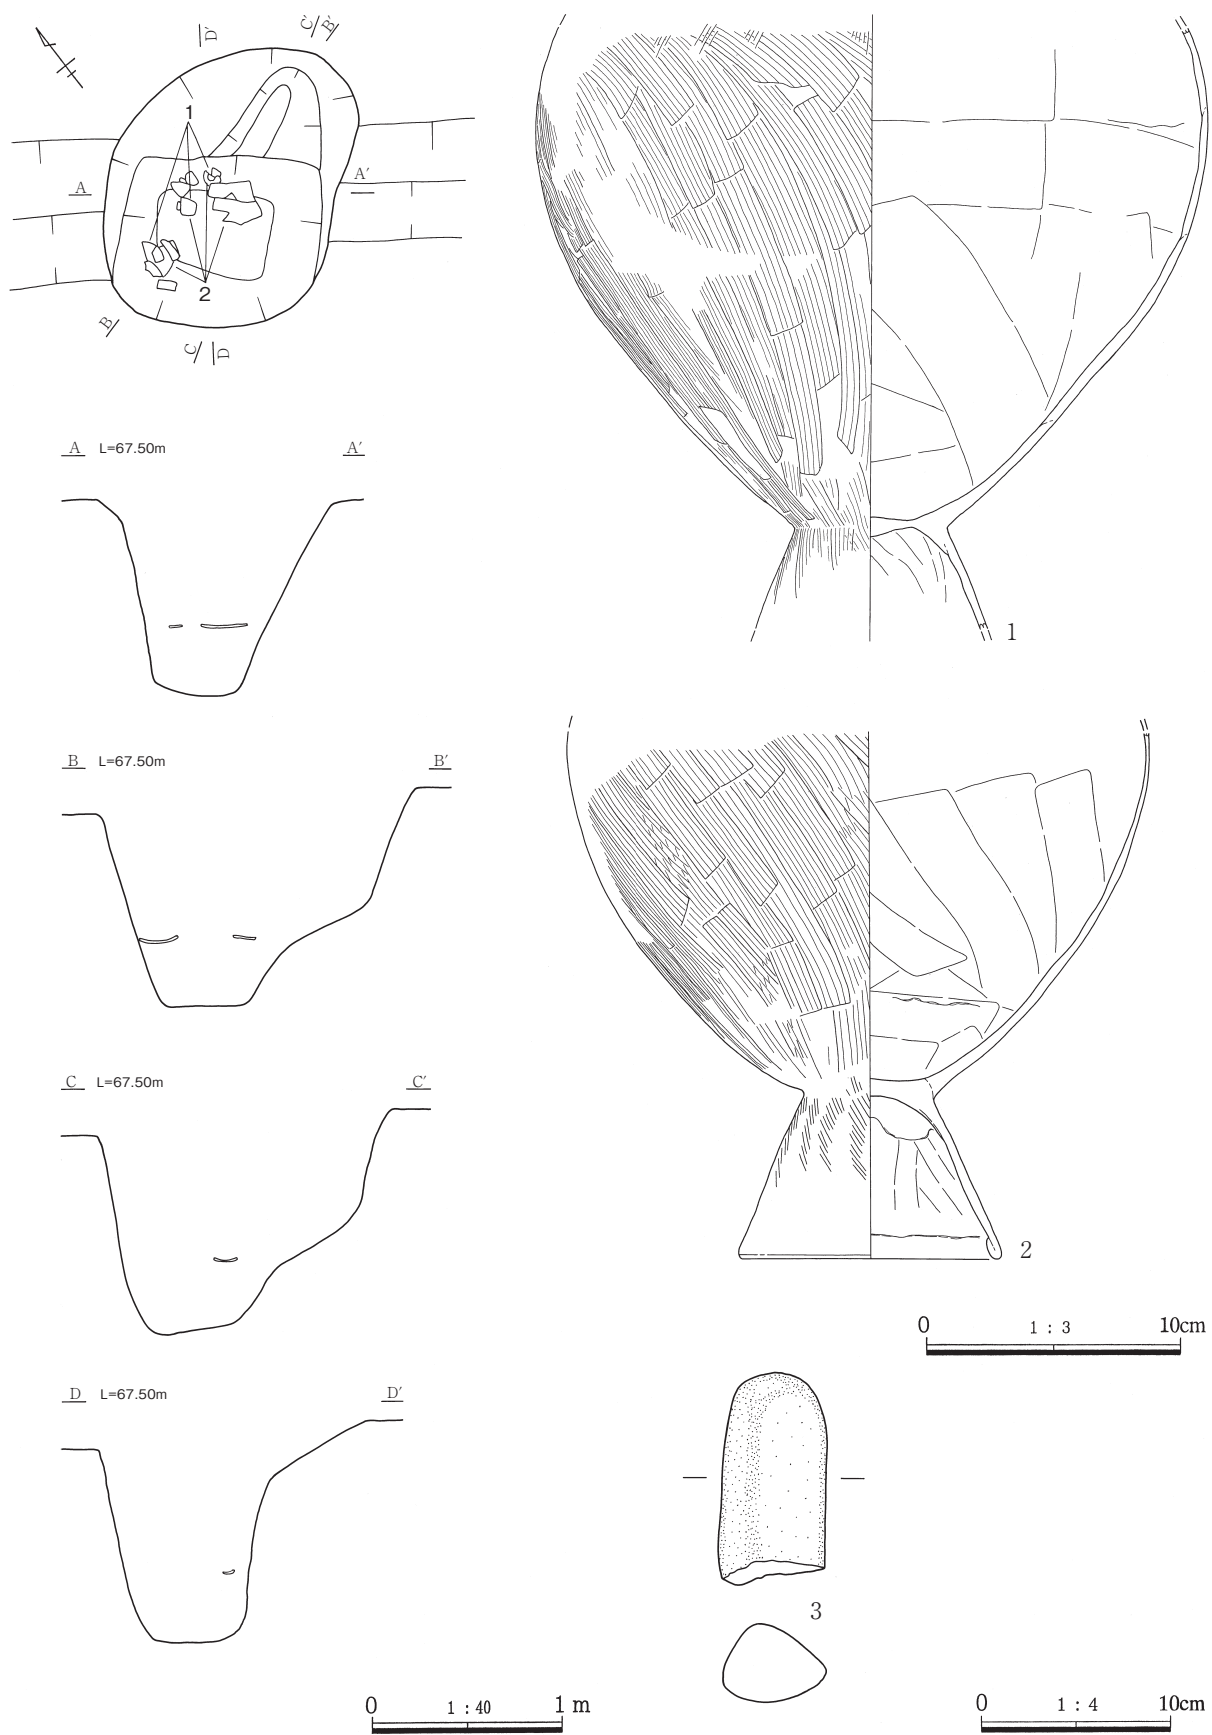 D′
C′
B′
1
A
A′
2
B
C
D
A L=67.50m A′
B L=67.50m B′
C L=67.50m C′
D L=67.50m D′
0 1：40 1 m
1
2
0 1：3 10cm
3
0 1：4 10cm